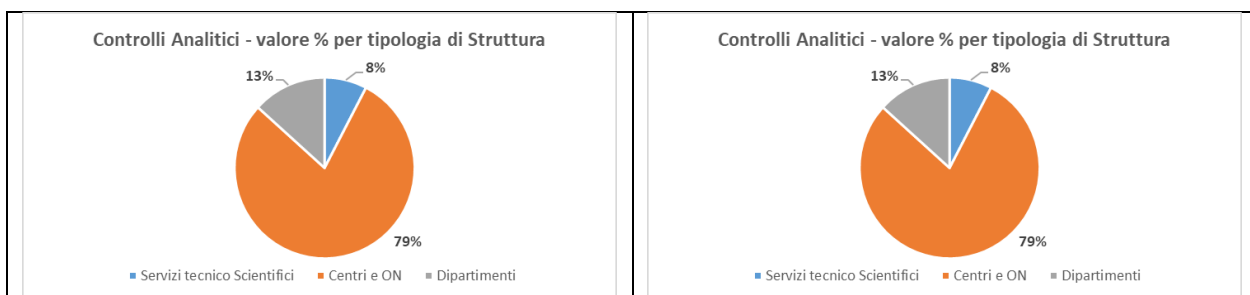 Controlli Analitici - valore % per tipologia di Struttura
13%
8%
79%
Servizi tecnico Scientifici
Centri e ON
Dipartimenti
Controlli Analitici - valore % per tipologia di Struttura
13%
8%
79%
Servizi tecnico Scientifici
Centri e ON
Dipartimenti